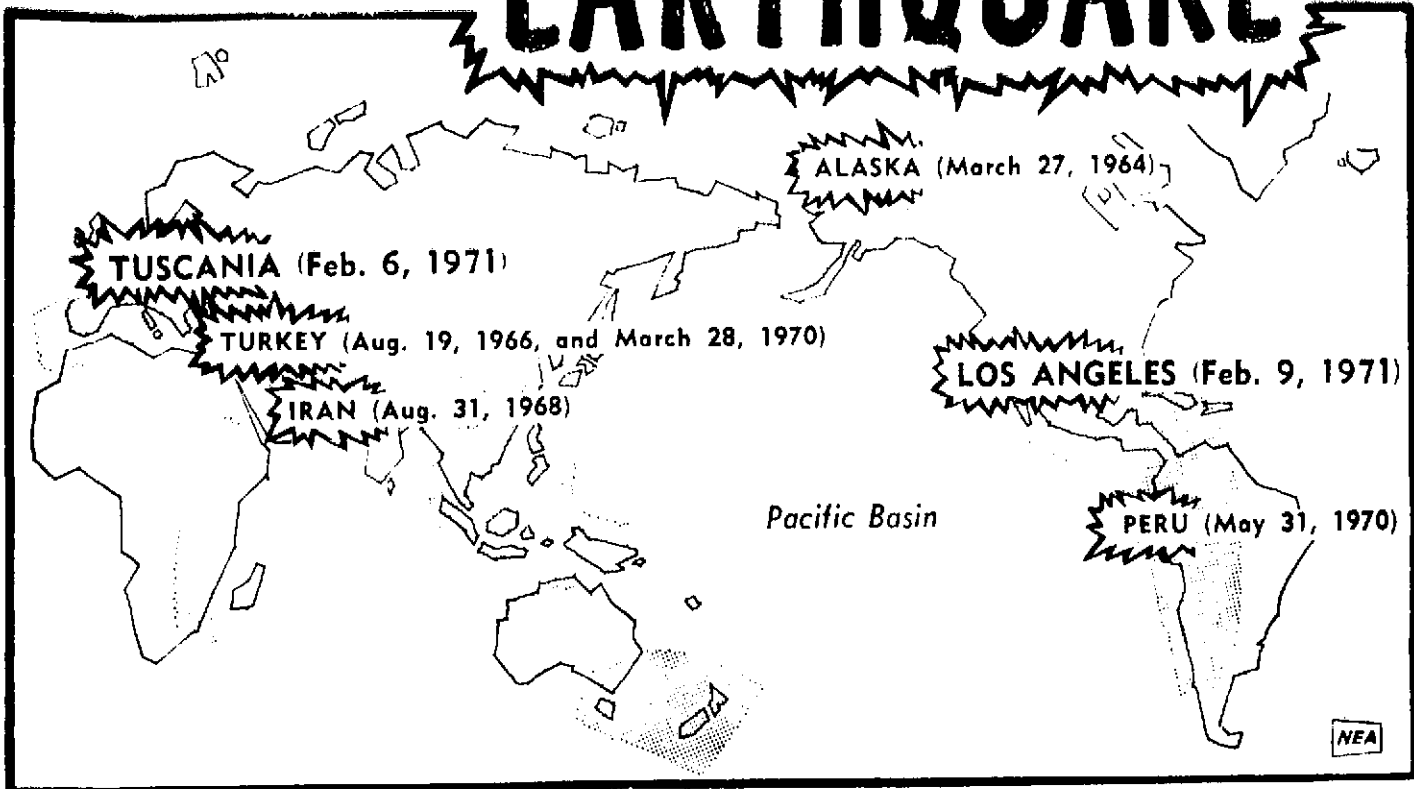 EARTHQUAKE
ALASKA (March 27, 1964)
TUSCANIA (Feb. 6, 1971)
TURKEY (Aug. 19, 1966, and March 28, 1970)
LOS ANGELES (Feb. 9, 1971)
IRAN (Aug. 31, 1968)
Pacific Basin
PERU (May 31, 1970)
NEA